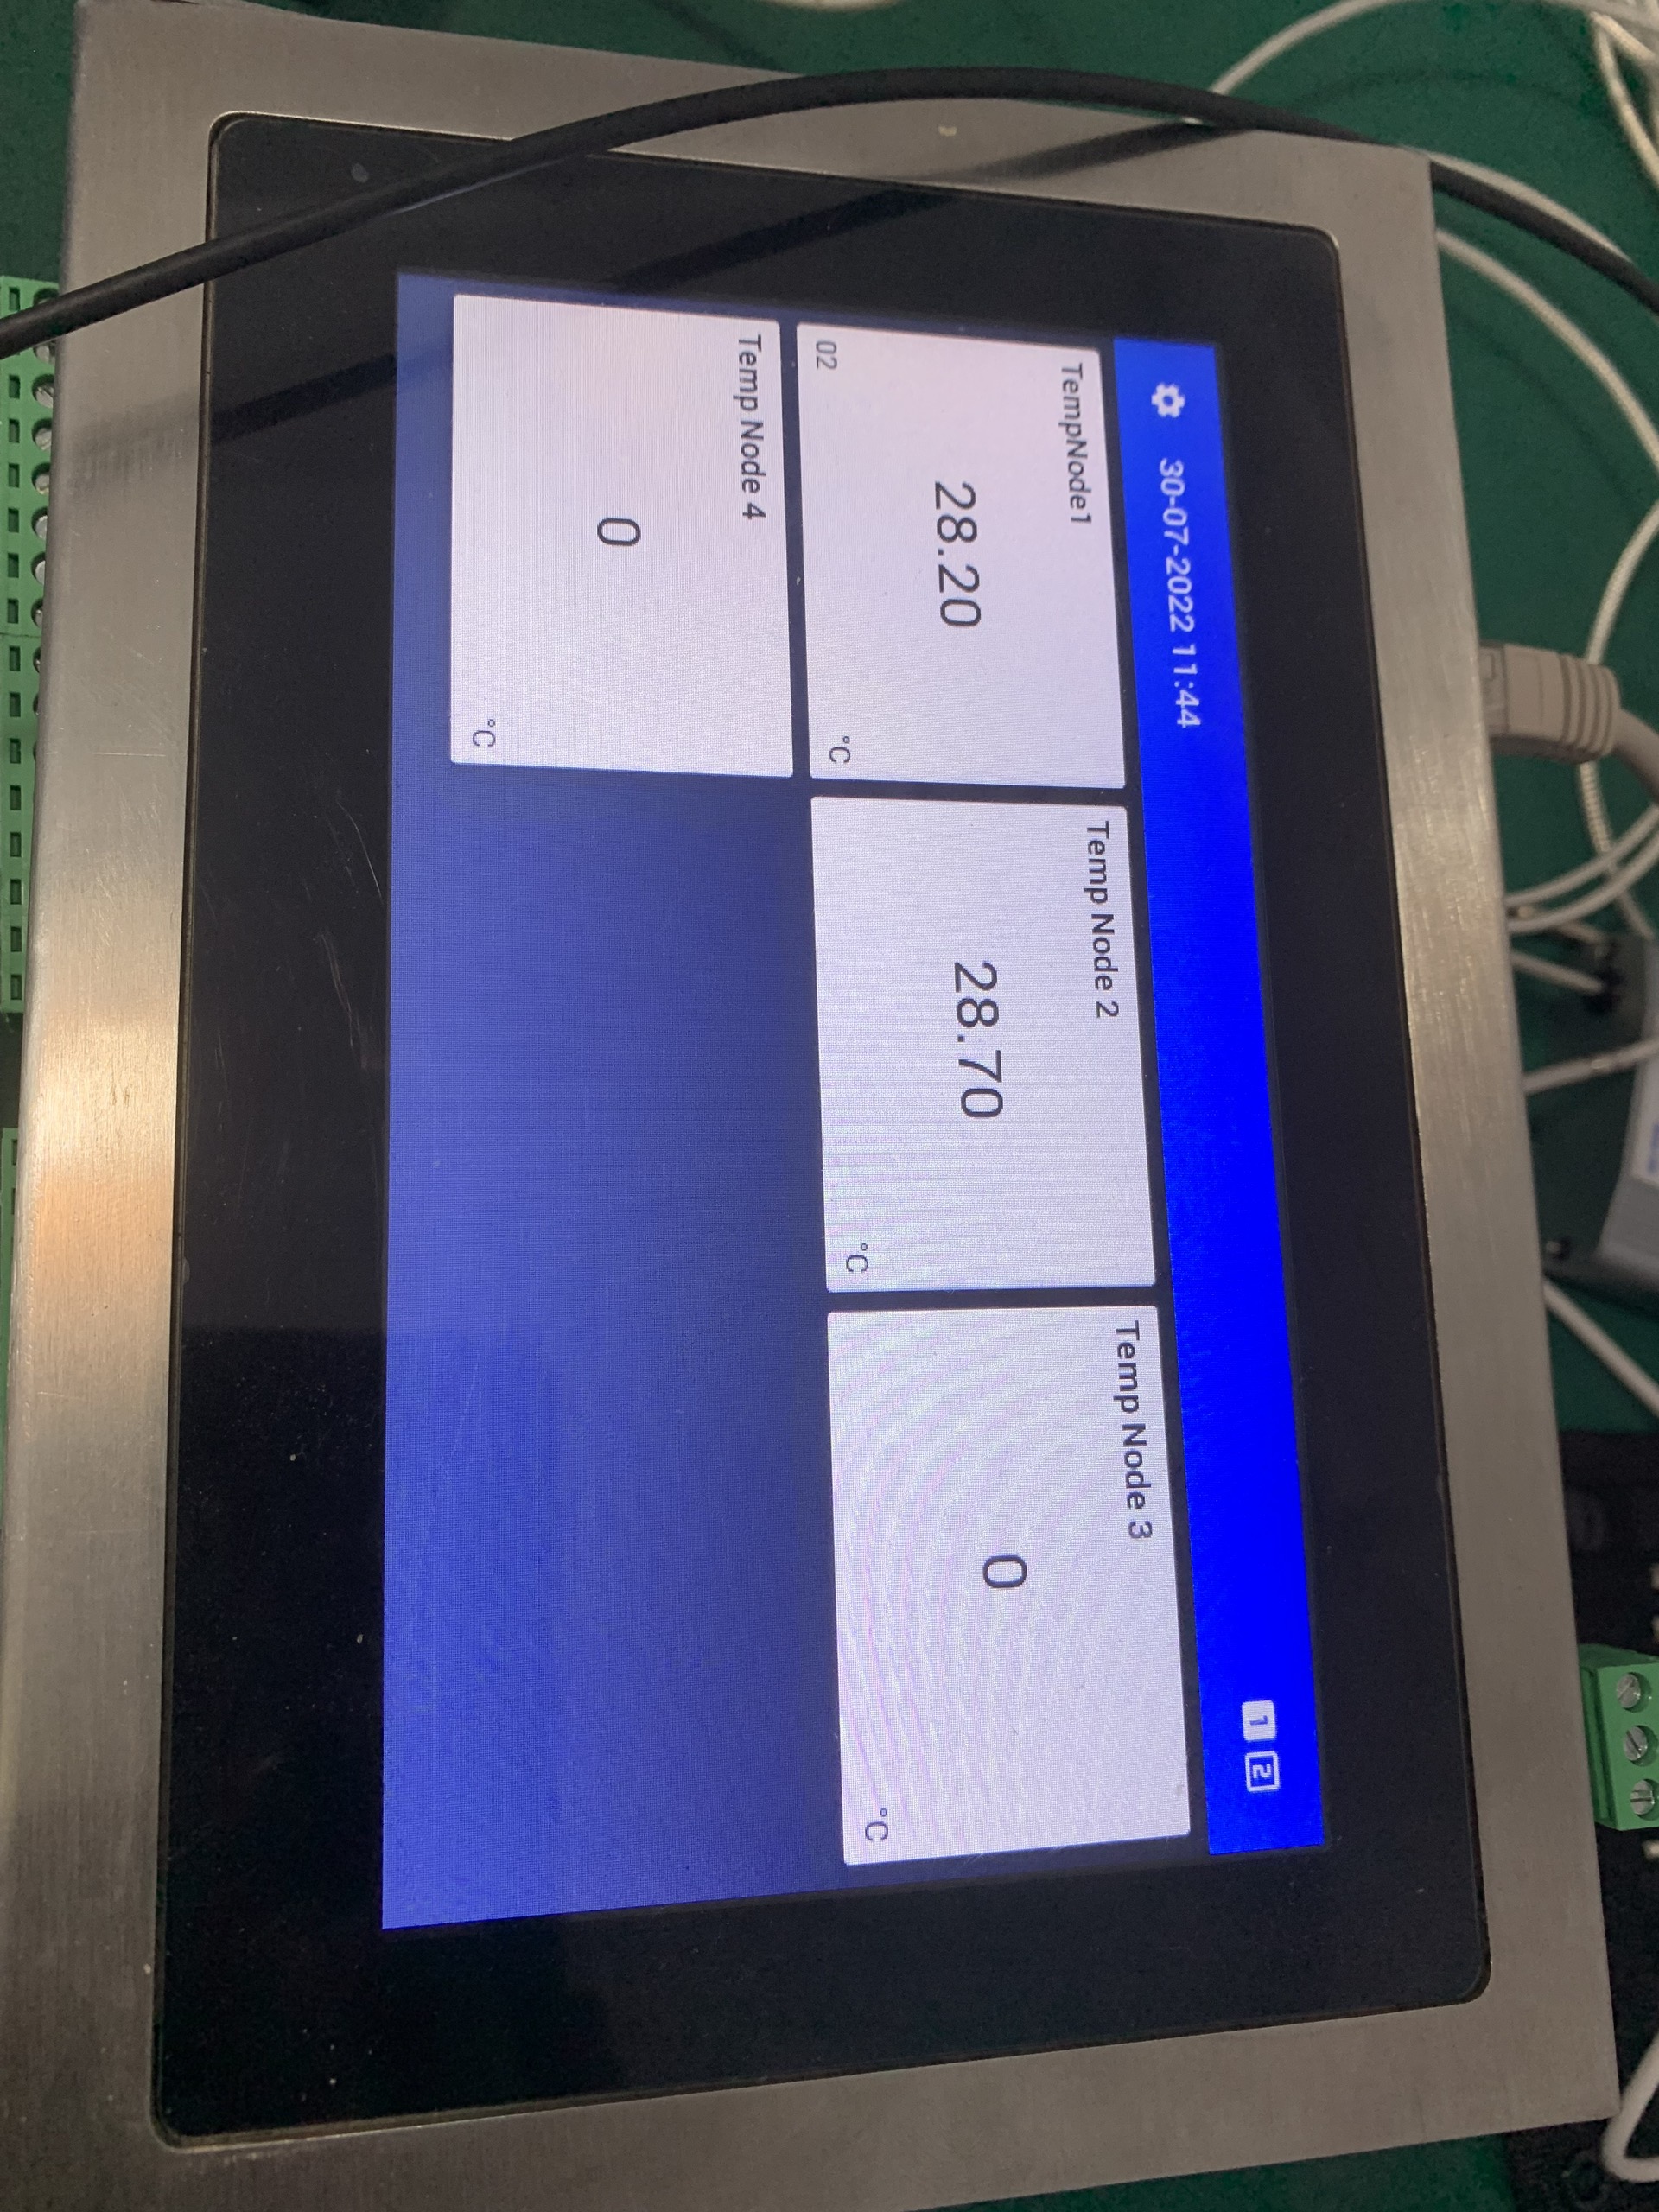 30-07-2022 11:44
1 2
TempNode1
28.20
02
°C
Temp Node 2
28.70
°C
Temp Node 3
0
°C
Temp Node 4
0
°C